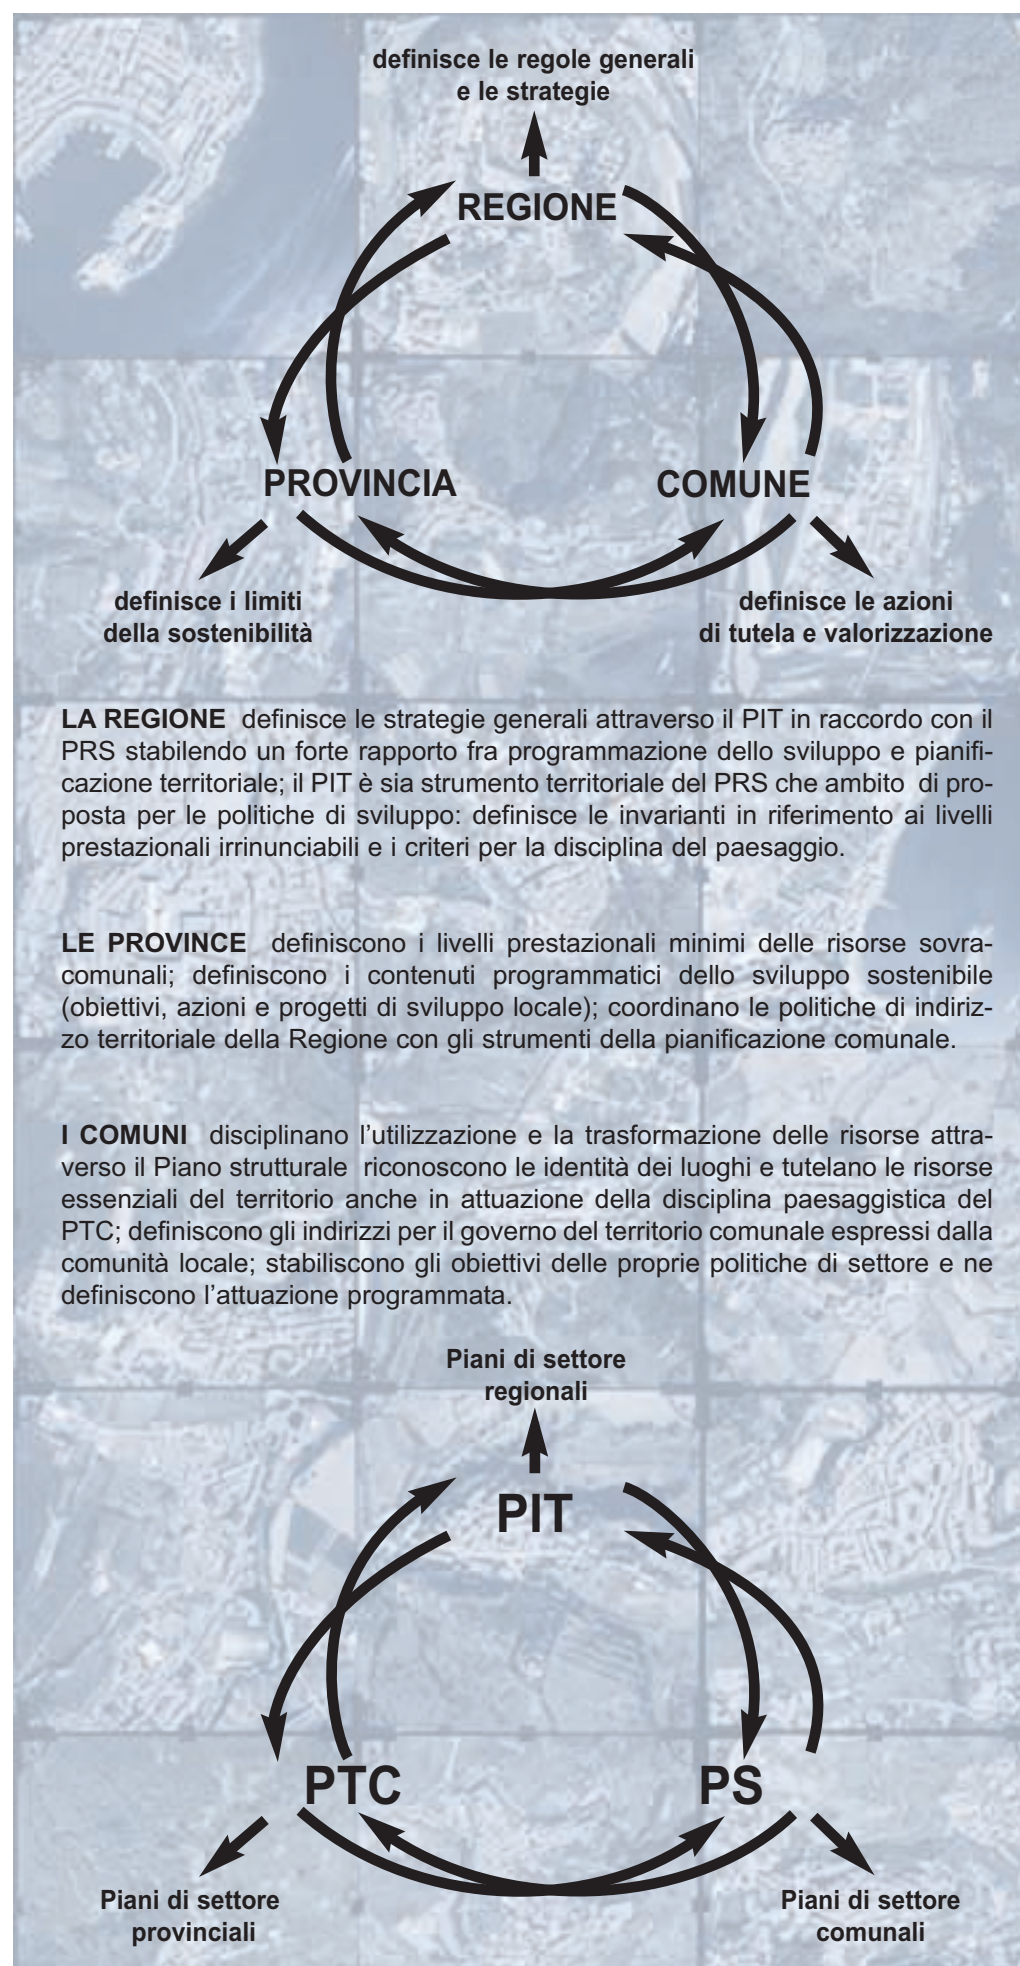 definisce le regole generali
e le strategie
REGIONE
PROVINCIA
COMUNE
definisce i limiti
della sostenibilità
definisce le azioni
di tutela e valorizzazione
LA REGIONE definisce le strategie generali attraverso il PIT in raccordo con il
PRS stabilendo un forte rapporto fra programmazione dello sviluppo e pianifi-
cazione territoriale; il PIT è sia strumento territoriale del PRS che ambito di pro-
posta per le politiche di sviluppo: definisce le invarianti in riferimento ai livelli
prestazionali irrinunciabili e i criteri per la disciplina del paesaggio.
LE PROVINCE definiscono i livelli prestazionali minimi delle risorse sovra-
comunali; definiscono i contenuti programmatici dello sviluppo sostenibile
(obiettivi, azioni e progetti di sviluppo locale); coordinano le politiche di indiriz-
zo territoriale della Regione con gli strumenti della pianificazione comunale.
I COMUNI disciplinano l'utilizzazione e la trasformazione delle risorse attra-
verso il Piano strutturale riconoscono le identità dei luoghi e tutelano le risorse
essenziali del territorio anche in attuazione della disciplina paesaggistica del
PTC; definiscono gli indirizzi per il governo del territorio comunale espressi dalla
comunità locale; stabiliscono gli obiettivi delle proprie politiche di settore e ne
definiscono l'attuazione programmata.
Piani di settore
regionali
PIT
PTC
PS
Piani di settore
provinciali
Piani di settore
comunali